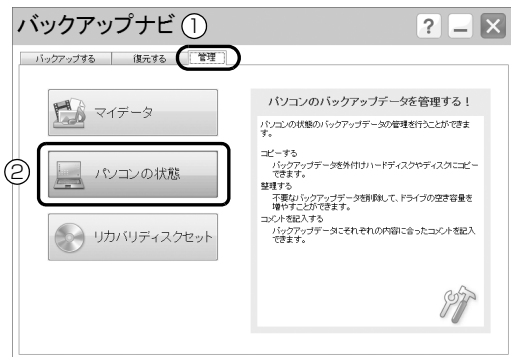 バックアップナビ ①
? – ×
バックアップする 復元する 管理
マイデータ
② パソコンの状態
リカバリディスクセット
パソコンのバックアップデータを管理する！
パソコンの状態のバックアップデータの管理を行うことができま
す。
コピーする
バックアップデータを外付けハードディスクやディスクにコピー
できます。
整理する
不要なバックアップデータを削除して、ドライブの空き容量を
増やすことができます。
コメントを記入する
バックアップデータにそれぞれの内容に合ったコメントを記入
できます。